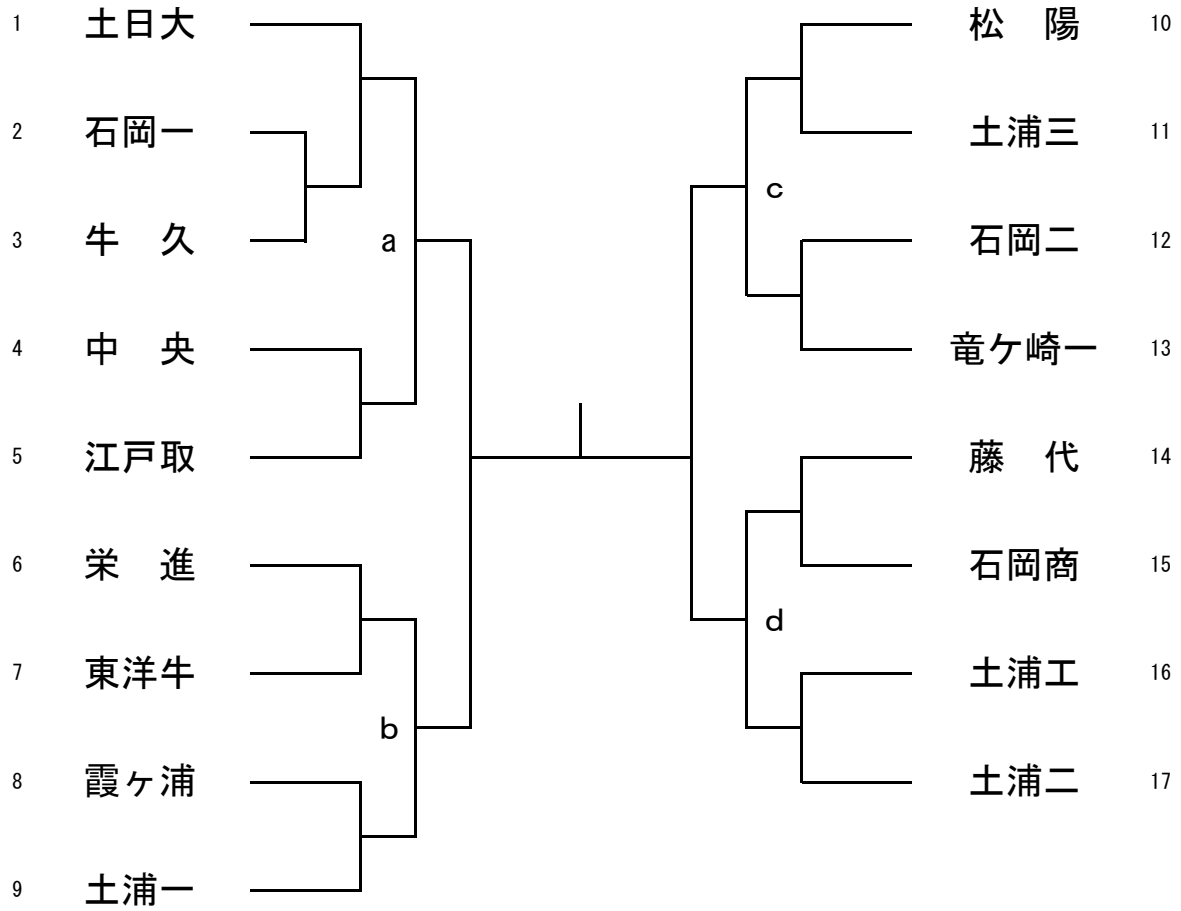 1 土日大
2 石岡一
3 牛　久
a
4 中　央
5 江戸取
6 栄　進
7 東洋牛
b
8 霞ヶ浦
9 土浦一
松　陽 10
土浦三 11
c
石岡二 12
竜ケ崎一 13
藤　代 14
石岡商 15
d
土浦工 16
土浦二 17